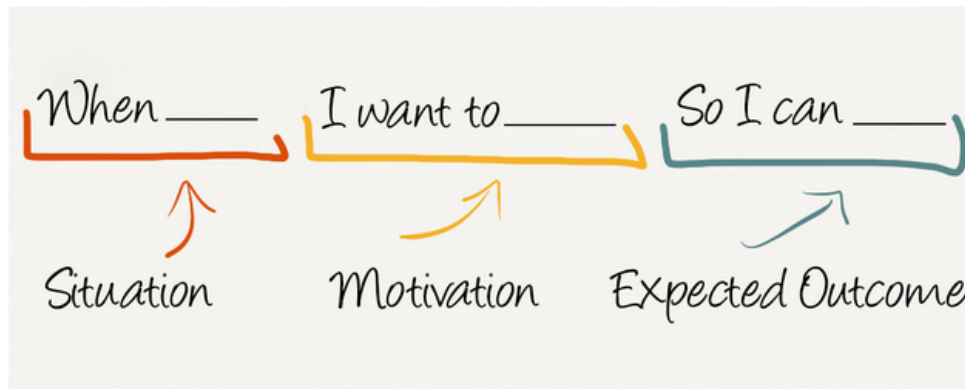 When ____ I want to ____ So I can ____
Situation Motivation Expected Outcome